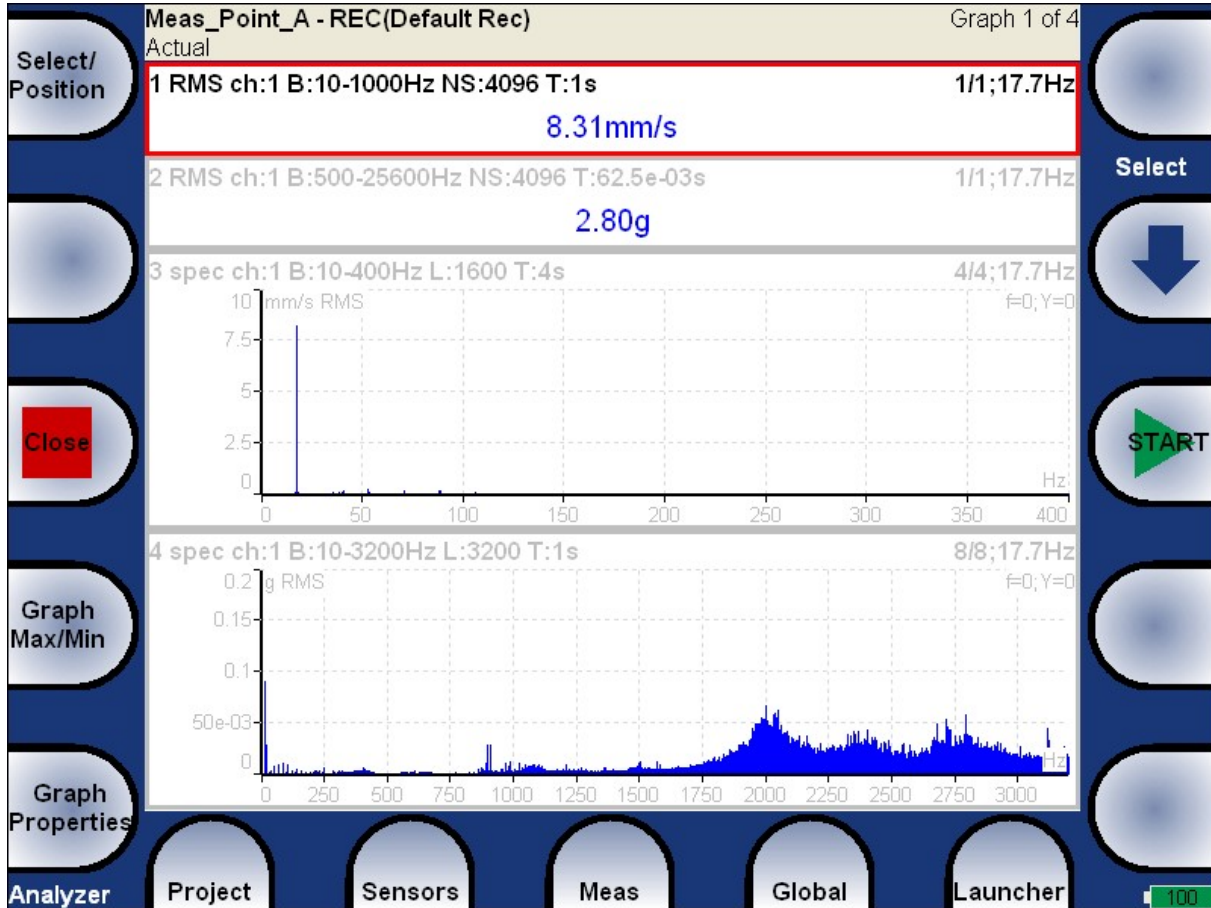 Meas_Point_A - REC(Default Rec)
Graph 1 of 4
Actual
Select/
Position
1 RMS ch:1 B:10-1000Hz NS:4096 T:1s
1/1;17.7Hz
8.31mm/s
2 RMS ch:1 B:500-25600Hz NS:4096 T:62.5e-03s
1/1;17.7Hz
2.80g
Select
3 spec ch:1 B:10-400Hz L:1600 T:4s
4/4;17.7Hz
10
mm/s RMS
f=0;Y=0
7.5
5
2.5
0
Hz
0 50 100 150 200 250 300 350 400
Close
START
4 spec ch:1 B:10-3200Hz L:3200 T:1s
8/8;17.7Hz
0.2
g RMS
f=0;Y=0
0.15
0.1
50e-03
0
Hz
0 250 500 750 1000 1250 1500 1750 2000 2250 2500 2750 3000
Graph
Max/Min
Graph
Properties
Analyzer
Project
Sensors
Meas
Global
Launcher
100